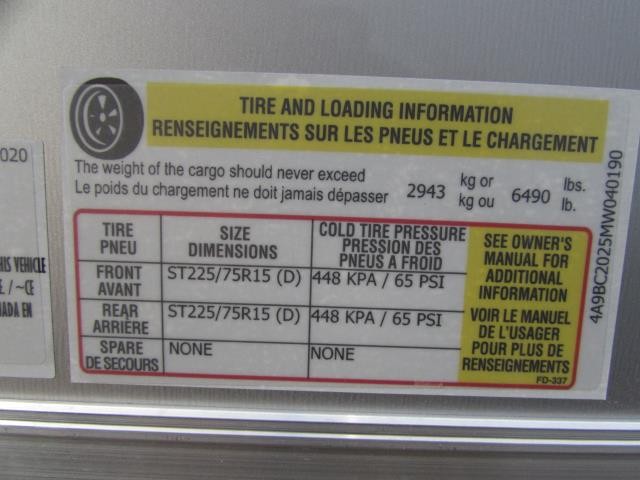 TIRE AND LOADING INFORMATION
RENSEIGNEMENTS SUR LES PNEUS ET LE CHARGEMENT
The weight of the cargo should never exceed
Le poids du chargement ne doit jamais dépasser
2943 kg or 6490 lbs.
kg ou lb.
TIRE
PNEU
SIZE
DIMENSIONS
COLD TIRE PRESSURE
PRESSION DES
PNEUS A FROID
FRONT
AVANT
ST225/75R15 (D)
448 KPA / 65 PSI
REAR
ARRIÈRE
ST225/75R15 (D)
448 KPA / 65 PSI
SPARE
DE SECOURS
NONE
NONE
SEE OWNER'S
MANUAL FOR
ADDITIONAL
INFORMATION
VOIR LE MANUEL
DE L'USAGER
POUR PLUS DE
RENSEIGNEMENTS
FD-337
4A9BC2025MW040190
020
VEHICLE
/ ~CE
EN